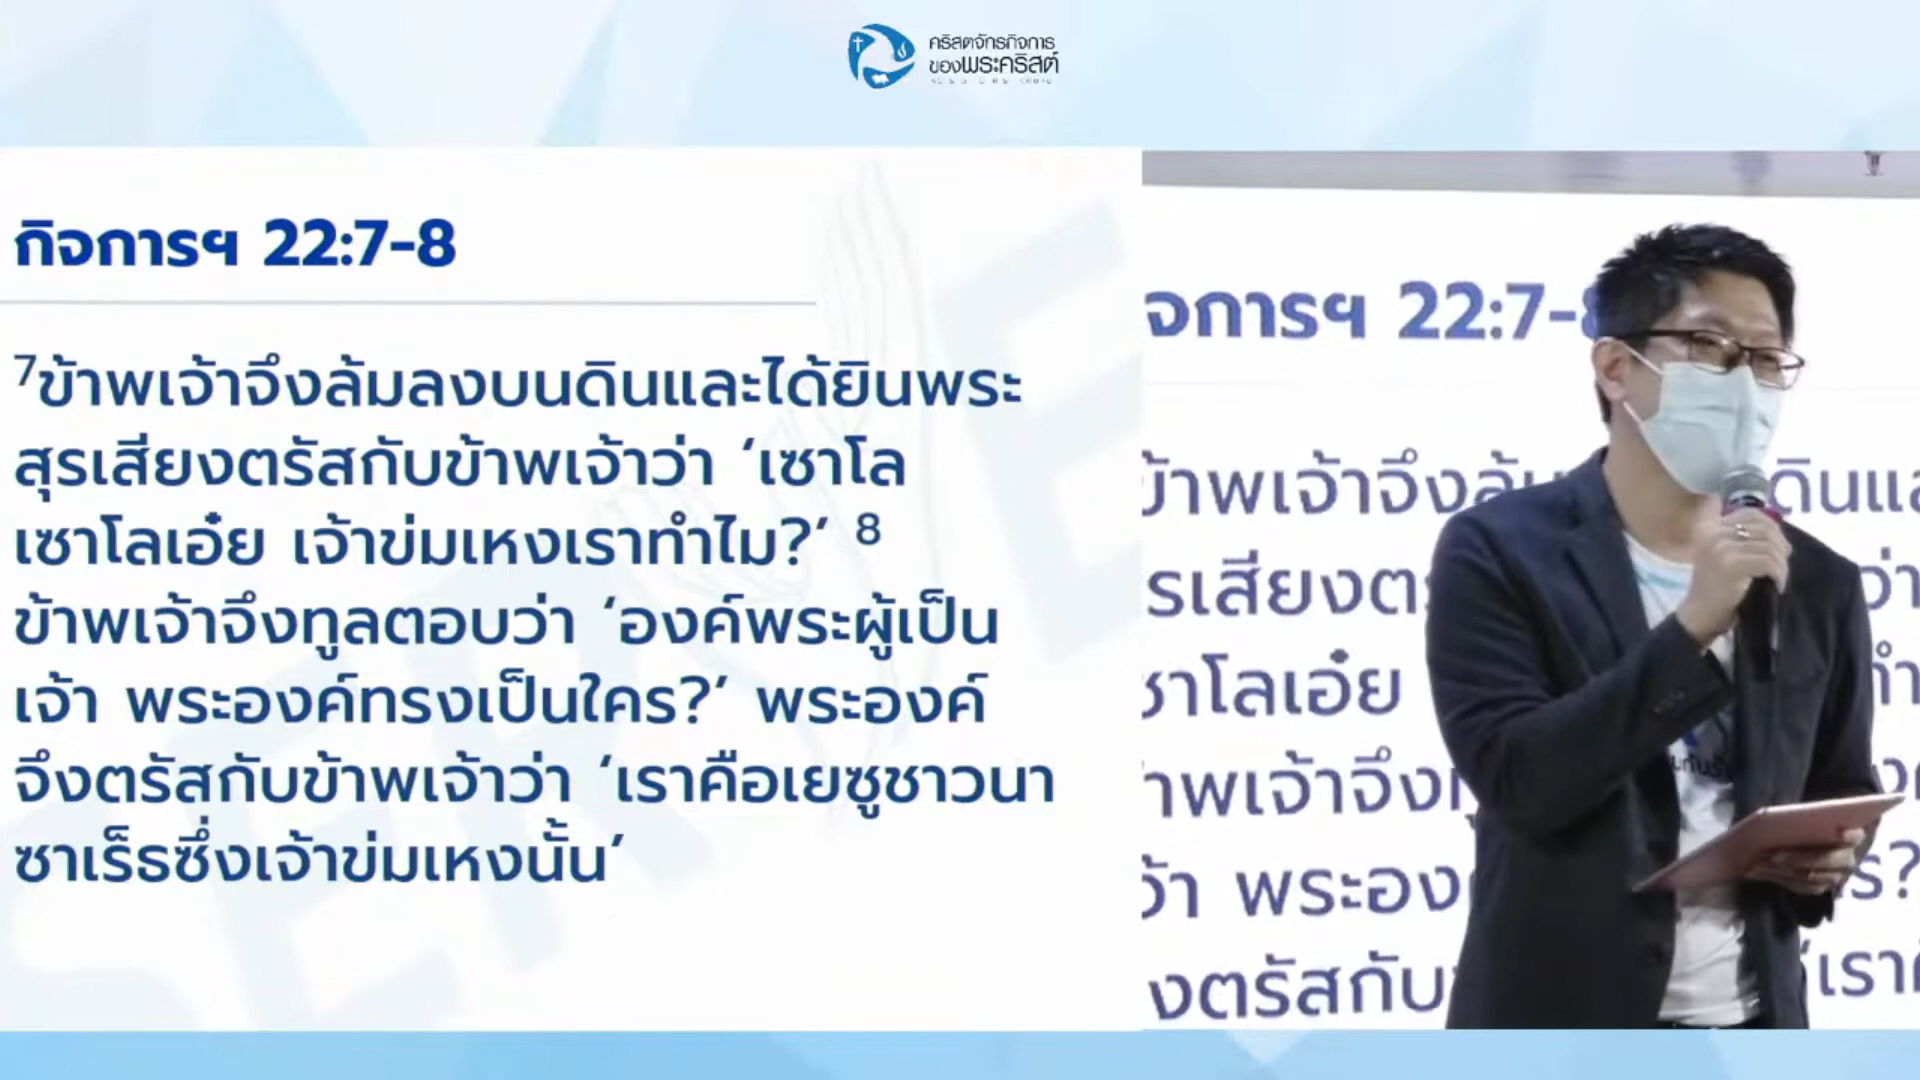 คริสตจักรกิจการ
ของพระคริสต์
กิจการฯ 22:7-8
⁷ข้าพเจ้าจึงล้มลงบนดินและได้ยินพระ
สุรเสียงตรัสกับข้าพเจ้าว่า ‘เซาโล
เซาโลเอ๋ย เจ้าข่มเหงเราทำไม?’ ⁸
ข้าพเจ้าจึงทูลตอบว่า ‘องค์พระผู้เป็น
เจ้า พระองค์ทรงเป็นใคร?’ พระองค์
จึงตรัสกับข้าพเจ้าว่า ‘เราคือเยซูชาวนา
ซาเร็ธซึ่งเจ้าข่มเหงนั้น’
จการฯ 22:7-8
ข้าพเจ้าจึงล้ม ดินแล
รเสียงต ว่า
ซาโลเอ๋ย ทำ
าพเจ้าจึงทู
จ้า พระอง ร?
จึงตรัสกับ ‘เราคื